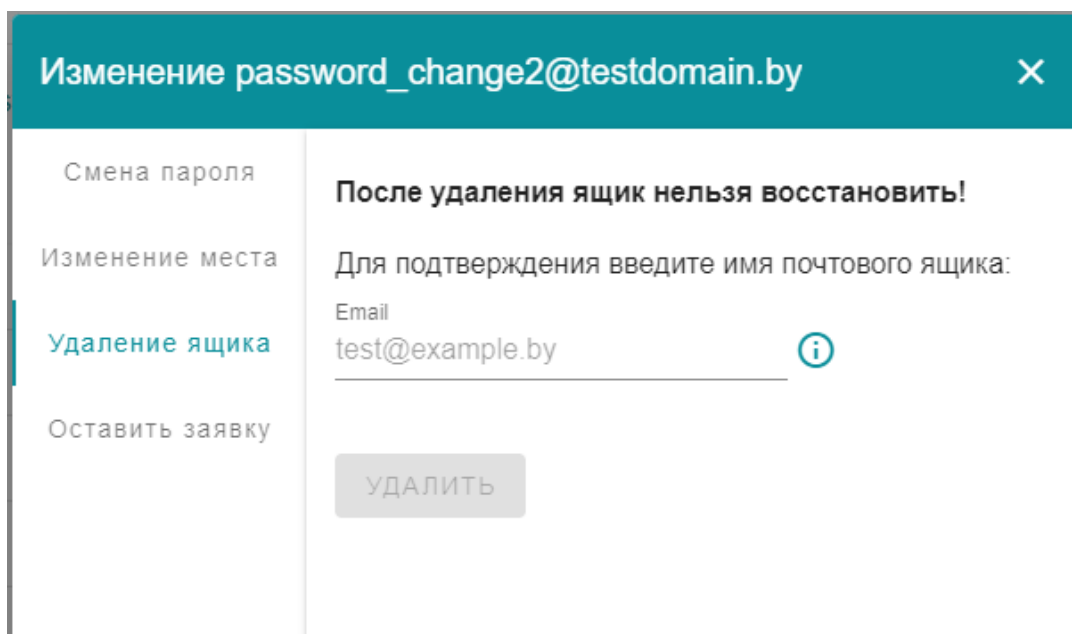 Изменение password_change2@testdomain.by
Смена пароля
Изменение места
Удаление ящика
Оставить заявку
После удаления ящик нельзя восстановить!
Для подтверждения введите имя почтового ящика:
Email
test@example.by
УДАЛИТЬ